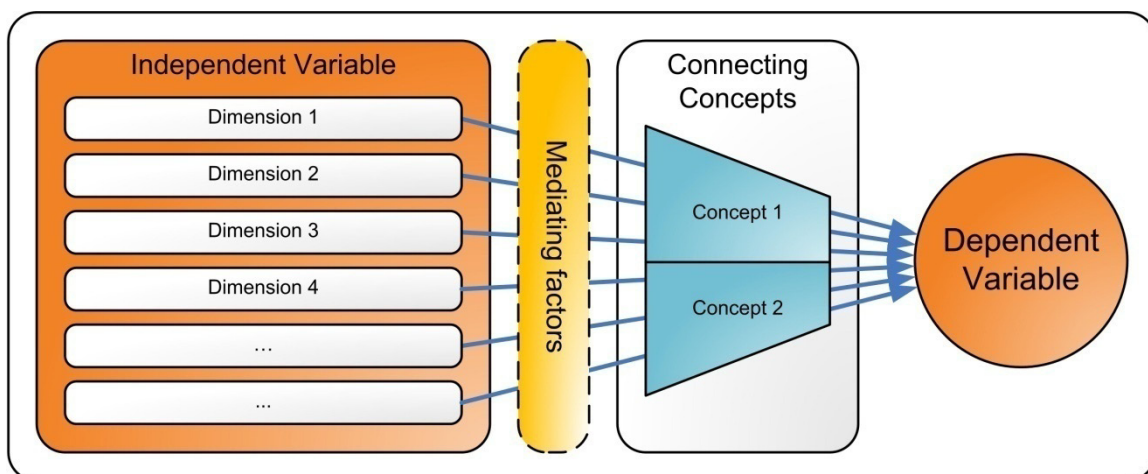 Independent Variable
Dimension 1
Dimension 2
Dimension 3
Dimension 4
...
...
Mediating factors
Connecting
Concepts
Concept 1
Concept 2
Dependent
Variable